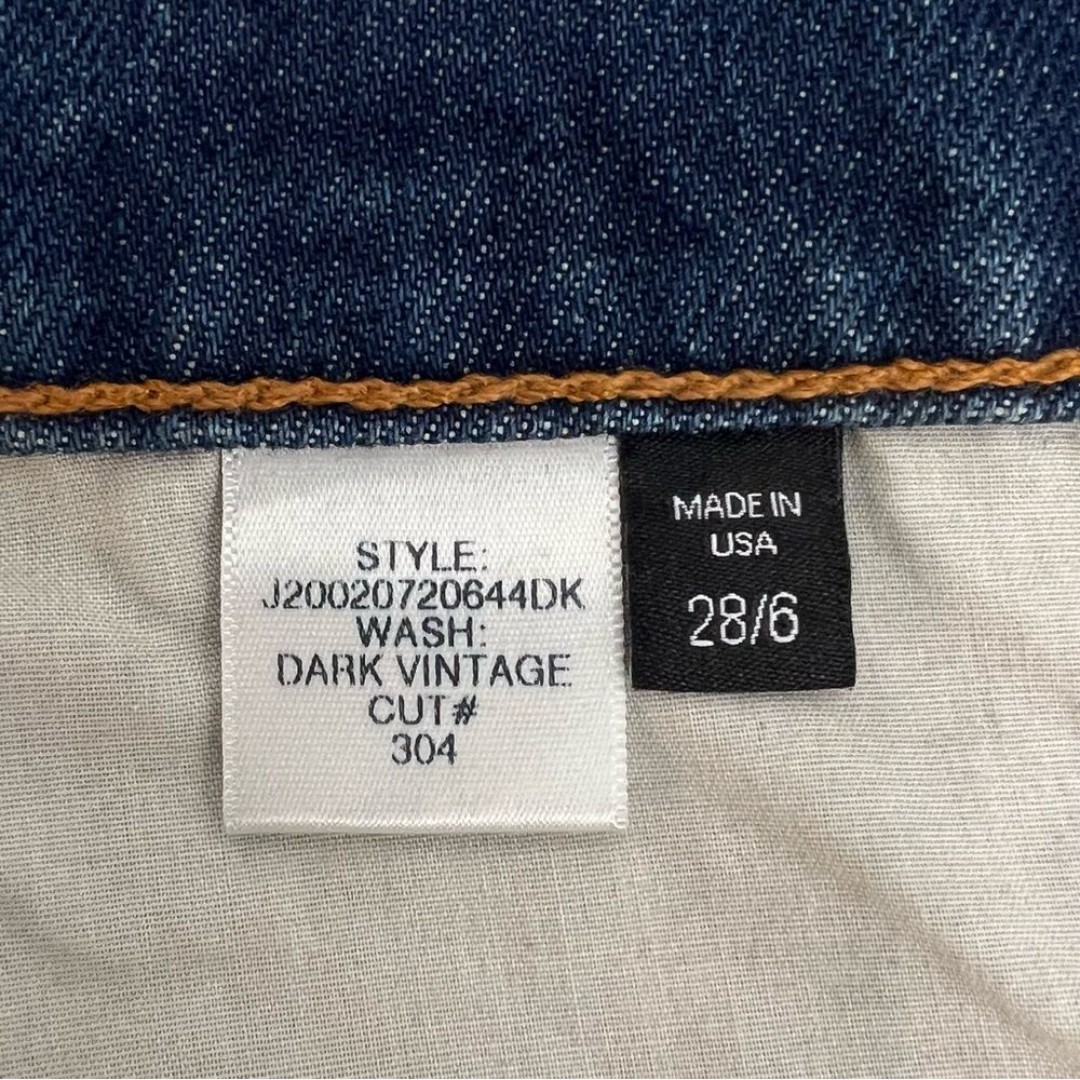 STYLE:
J20020720644DK
WASH:
DARK VINTAGE
CUT#
304
MADE IN
USA
28/6